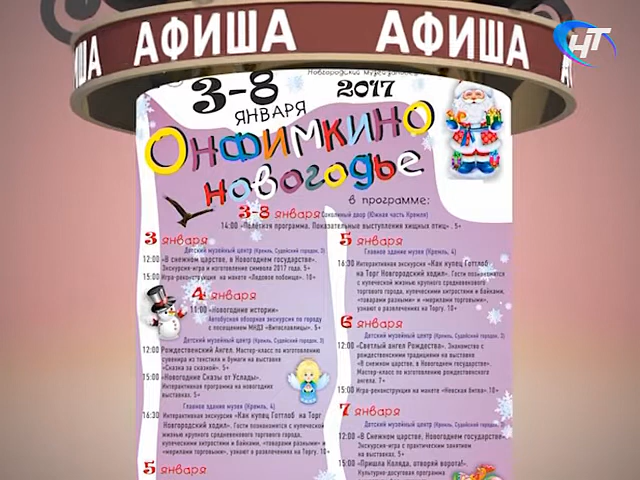 АФИША
АФИША
НТ
Новгородский музей
3-8
ЯНВАРЯ
2017
ОНФИМКИНО
НОВОГОДЬЕ
в программе:
3-8 января Соколиный двор (Южная часть Кремля)
14:00 «Полёская программа. Показательные выступления хищных птиц» . 5+
3 января
Детский музейный центр (Кремль, Судейский городок, 3)
12:00 «В снежном царстве, в Новогоднем государстве».
Экскурсия-игра и изготовление символа 2017 года. 5+
15:00 Игра-реконструкция на макете «Ледовое побоище». 10+
4 января
11:00 «Новогодние истории»
Автобусная обзорная экскурсия по городу
с посещением МНДЗ «Витославлицы». 5+
Детский музейный центр (Кремль, Судейский городок, 3)
12:00 Рождественский Ангел. Мастер-класс по изготовлению
сувенира из текстиля и бумаги на выставке
«Сказка за сказкой». 5+
15:00 «Новогодние Сказы от Услады».
Интерактивная программа на новогодних
выставках. 5+
Главное здание музея (Кремль, 4)
16:30 Интерактивная экскурсия «Как купец Готтлоб на Торг
Новгородский ходил». Гости познакомятся с купеческой
жизнью крупного средневекового торгового города,
купеческими хитростями и байками, «товарами разными» и
«мерилами торговыми», узнают о развлечениях на Торгу. 10+
5 января
5 января
Главное здание музея (Кремль, 4)
16:30 Интерактивная экскурсия «Как купец Готтлоб
на Торг Новгородский ходил». Гости познакомятся
с купеческой жизнью крупного средневекового
торгового города, купеческими хитростями и байками,
«товарами разными» и «мерилами торговыми»,
узнают о развлечениях на Торгу. 10+
6 января
Детский музейный центр (Кремль, Судейский городок, 3)
12:00 «Светлый ангел Рождества». Знакомство с
рождественскими традициями на выставке
«В снежном царстве, в Новогоднем государстве».
Мастер-класс по изготовлению рождественского
ангела. 7+
15:00 Игра-реконструкция на макете «Невская битва». 10+
7 января
Детский музейный центр (Кремль, Судейский городок, 3)
12:00 «В Снежном царстве, Новогоднем государстве»
Экскурсия-игра с практическим занятием
на выставках. 5+
15:00 «Пришла Коляда, отворяй ворота!».
Культурно-досуговая программа